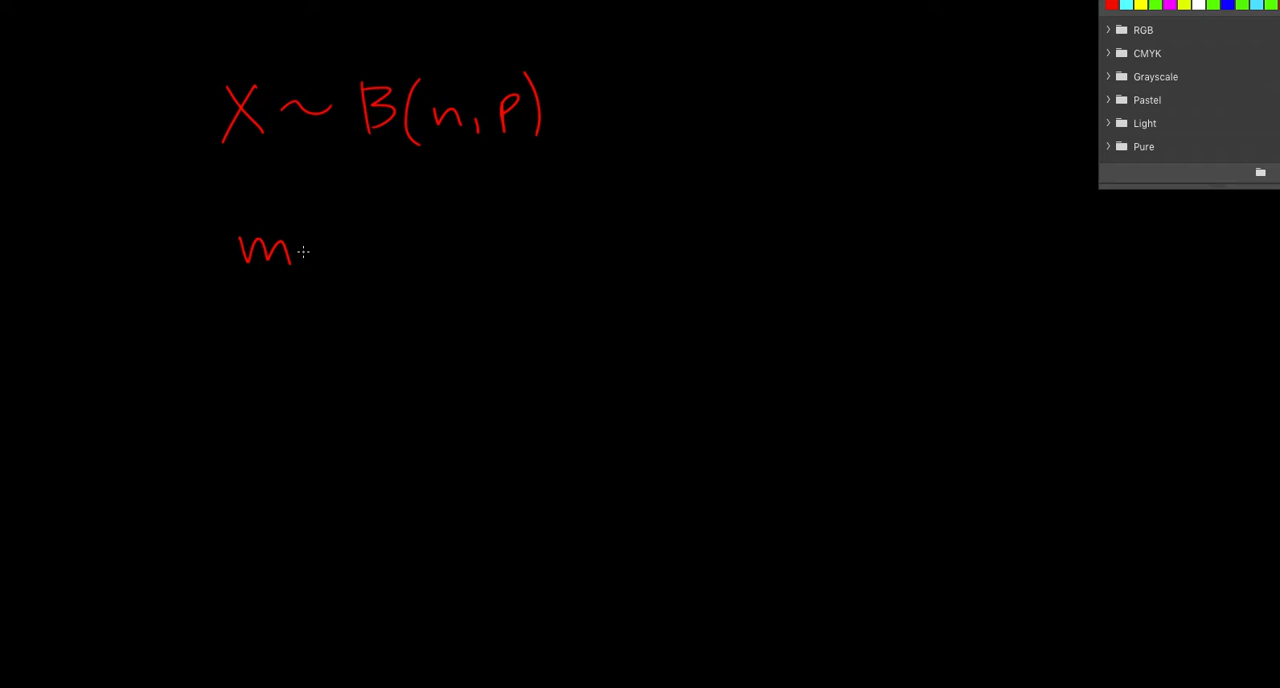 X ~ B(n, p)
m
RGB
CMYK
Grayscale
Pastel
Light
Pure